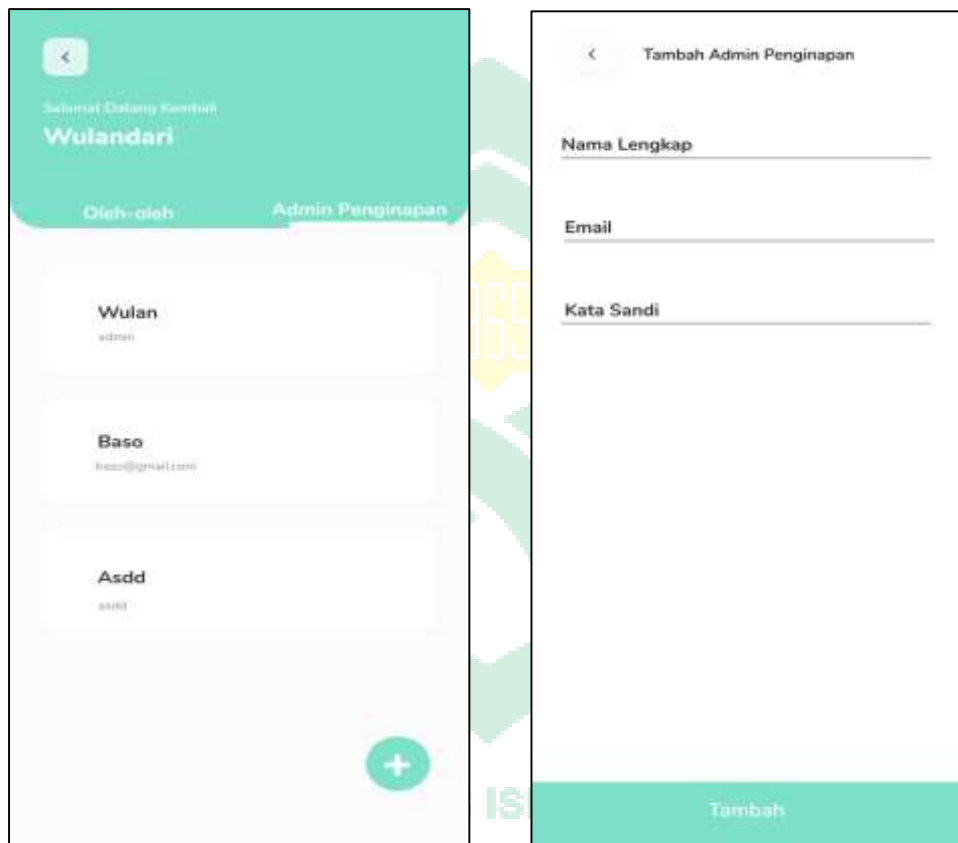 Selamat Datang Kembali
Wulandari
Oleh-oleh
Admin Penginapan
Wulan
admin
Baso
baso@gmail.com
Asdd
asdd
Tambah Admin Penginapan
Nama Lengkap
Email
Kata Sandi
Tambah